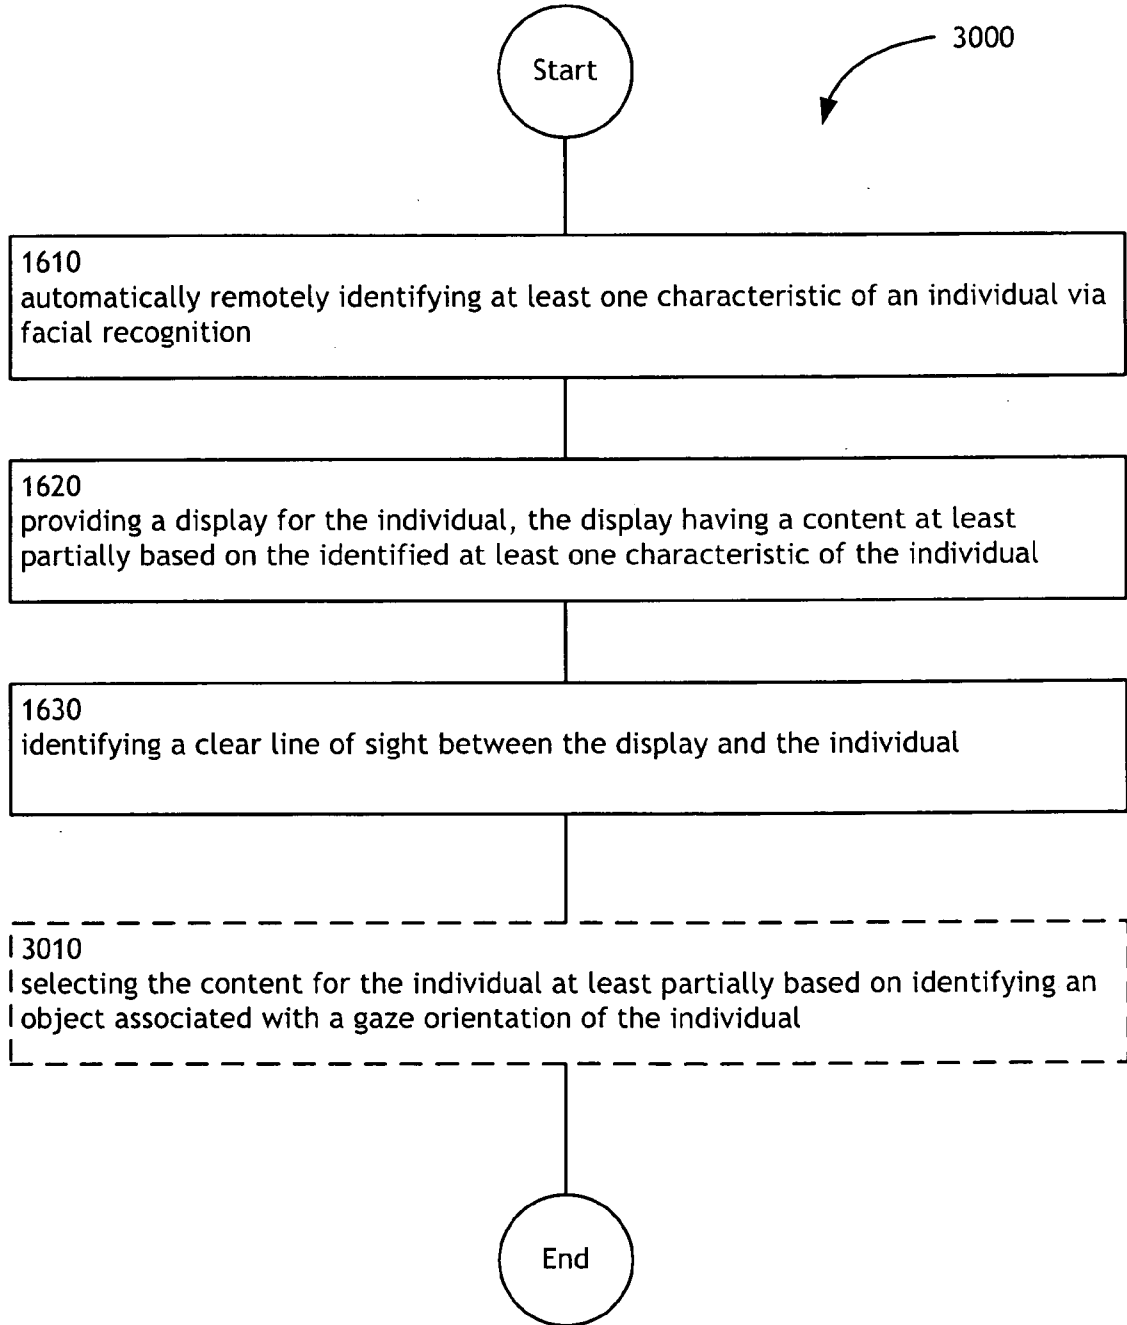 Start
3000
1610
automatically remotely identifying at least one characteristic of an individual via
facial recognition
1620
providing a display for the individual, the display having a content at least
partially based on the identified at least one characteristic of the individual
1630
identifying a clear line of sight between the display and the individual
3010
selecting the content for the individual at least partially based on identifying an
object associated with a gaze orientation of the individual
End